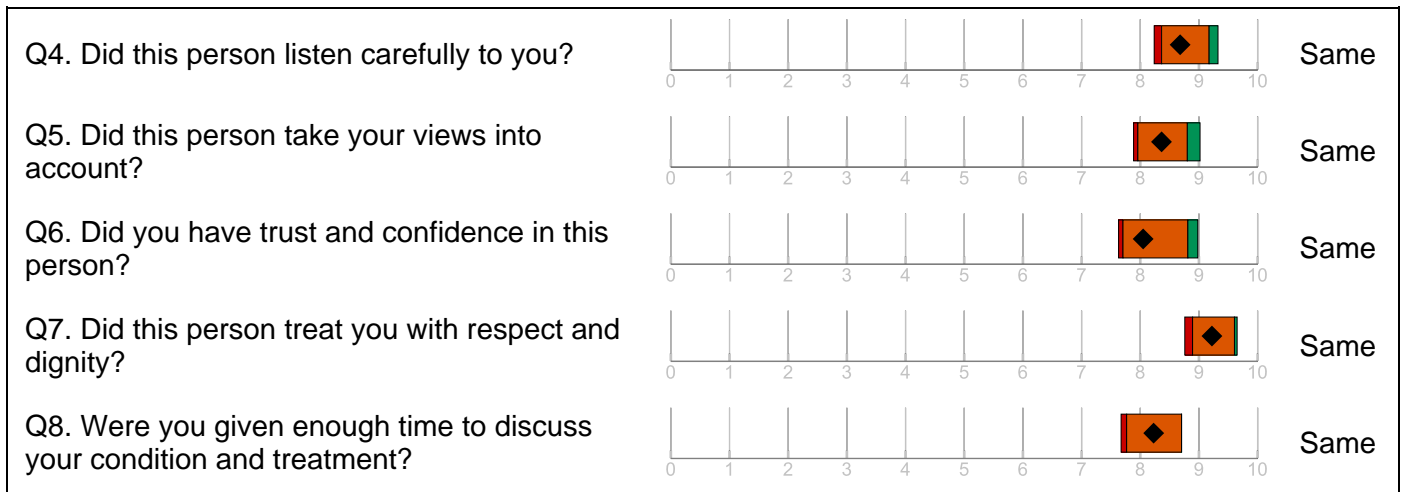 Q4. Did this person listen carefully to you?
Same
0 1 2 3 4 5 6 7 8 9 10
Q5. Did this person take your views into
account?
Same
0 1 2 3 4 5 6 7 8 9 10
Q6. Did you have trust and confidence in this
person?
Same
0 1 2 3 4 5 6 7 8 9 10
Q7. Did this person treat you with respect and
dignity?
Same
0 1 2 3 4 5 6 7 8 9 10
Q8. Were you given enough time to discuss
your condition and treatment?
Same
0 1 2 3 4 5 6 7 8 9 10